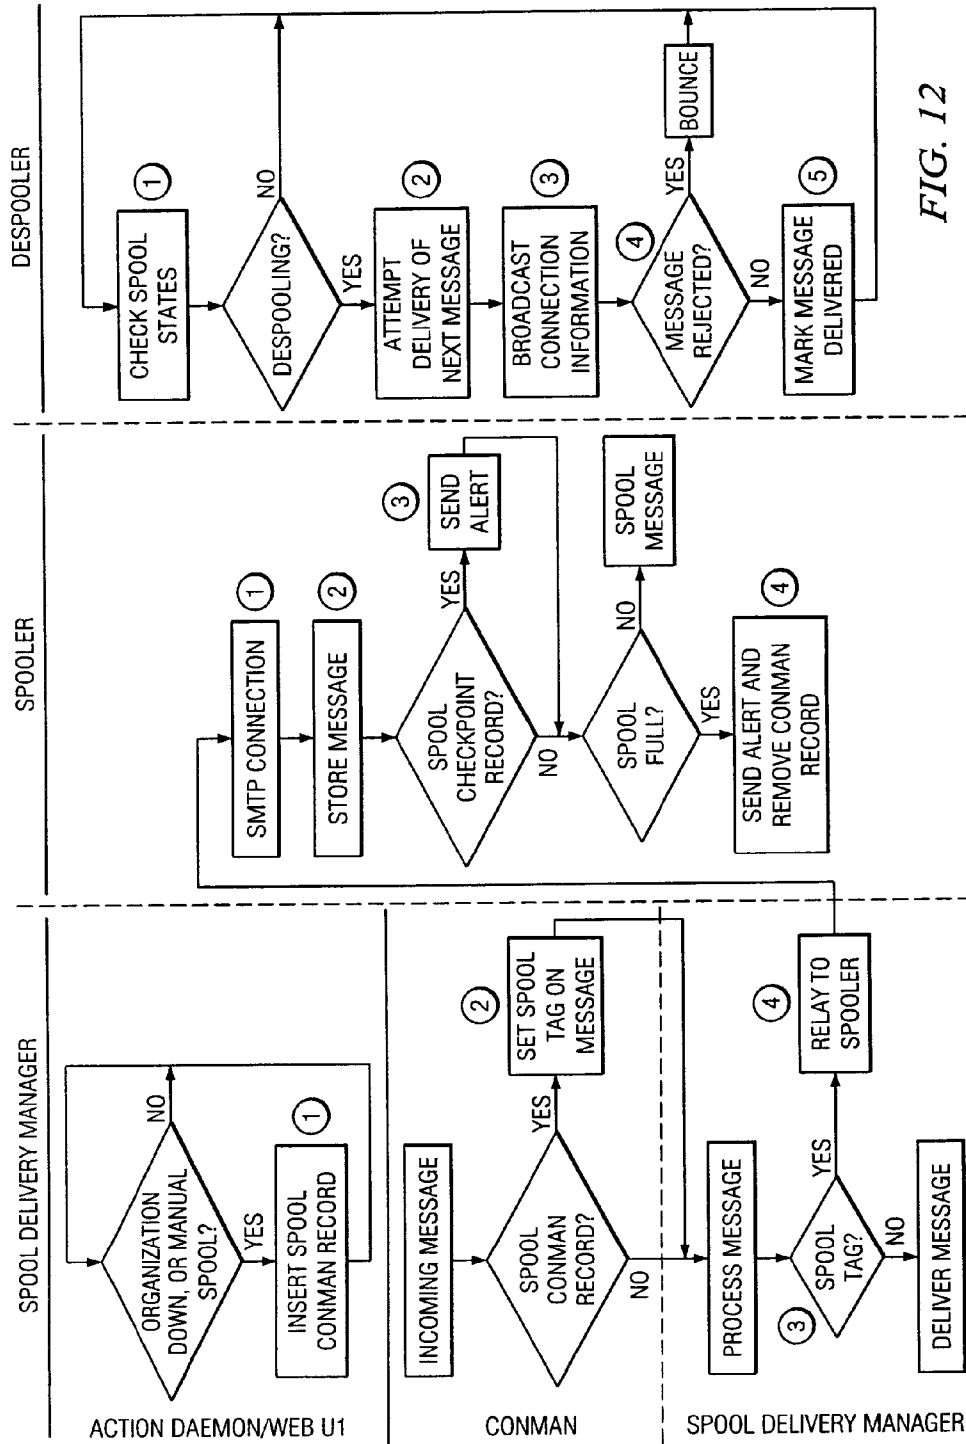 SPOOL DELIVERY MANAGER
ACTION DAEMON/WEB U1
ORGANIZATION
DOWN, OR MANUAL
SPOOL?
NO
YES
INSERT SPOOL
CONMAN RECORD
1
CONMAN
INCOMING MESSAGE
SPOOL
CONMAN
RECORD?
YES
NO
SET SPOOL
TAG ON
MESSAGE
2
SPOOL DELIVERY MANAGER
PROCESS MESSAGE
SPOOL
TAG?
3
YES
NO
RELAY TO
SPOOLER
4
DELIVER MESSAGE
SPOOLER
SMTP CONNECTION
1
STORE MESSAGE
2
SPOOL
CHECKPOINT
RECORD?
YES
NO
SEND
ALERT
3
SPOOL
FULL?
NO
YES
SPOOL
MESSAGE
SEND ALERT AND
REMOVE CONMAN
RECORD
4
DESPOOLER
CHECK SPOOL
STATES
1
DESPOOLING?
NO
YES
ATTEMPT
DELIVERY OF
NEXT MESSAGE
2
BROADCAST
CONNECTION
INFORMATION
3
MESSAGE
REJECTED?
4
YES
NO
BOUNCE
MARK MESSAGE
DELIVERED
5
FIG. 12